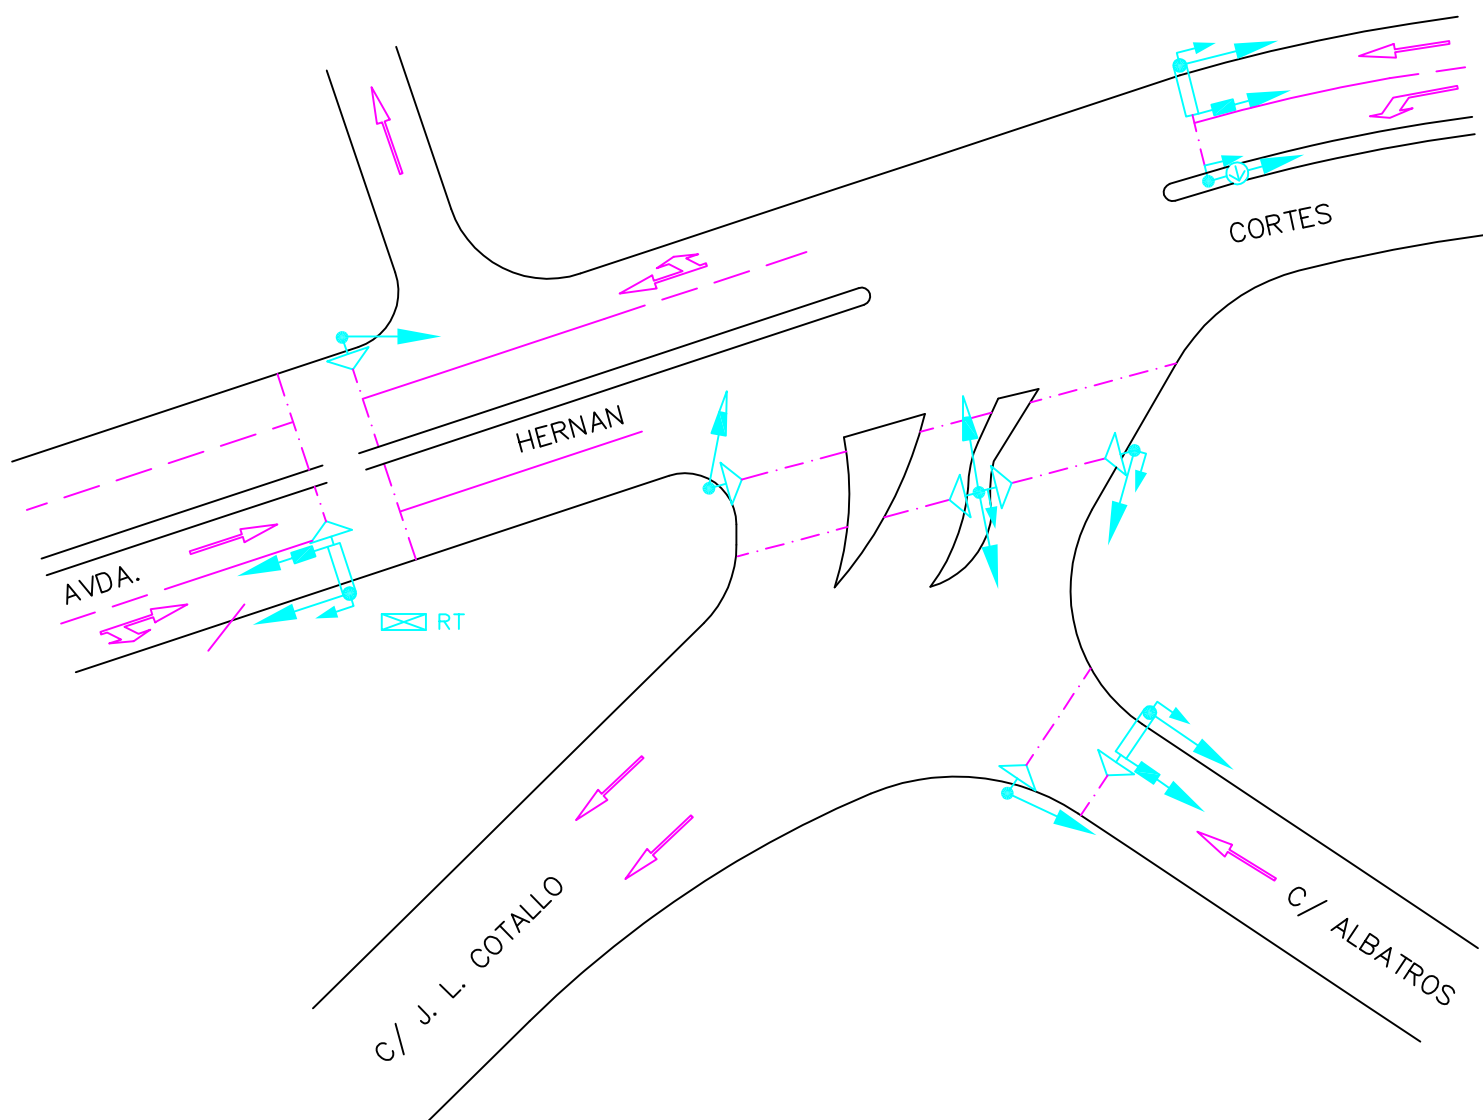 CORTES
HERNAN
AVDA.
RT
C/ J. L. COTALLO
C/ ALBATROS